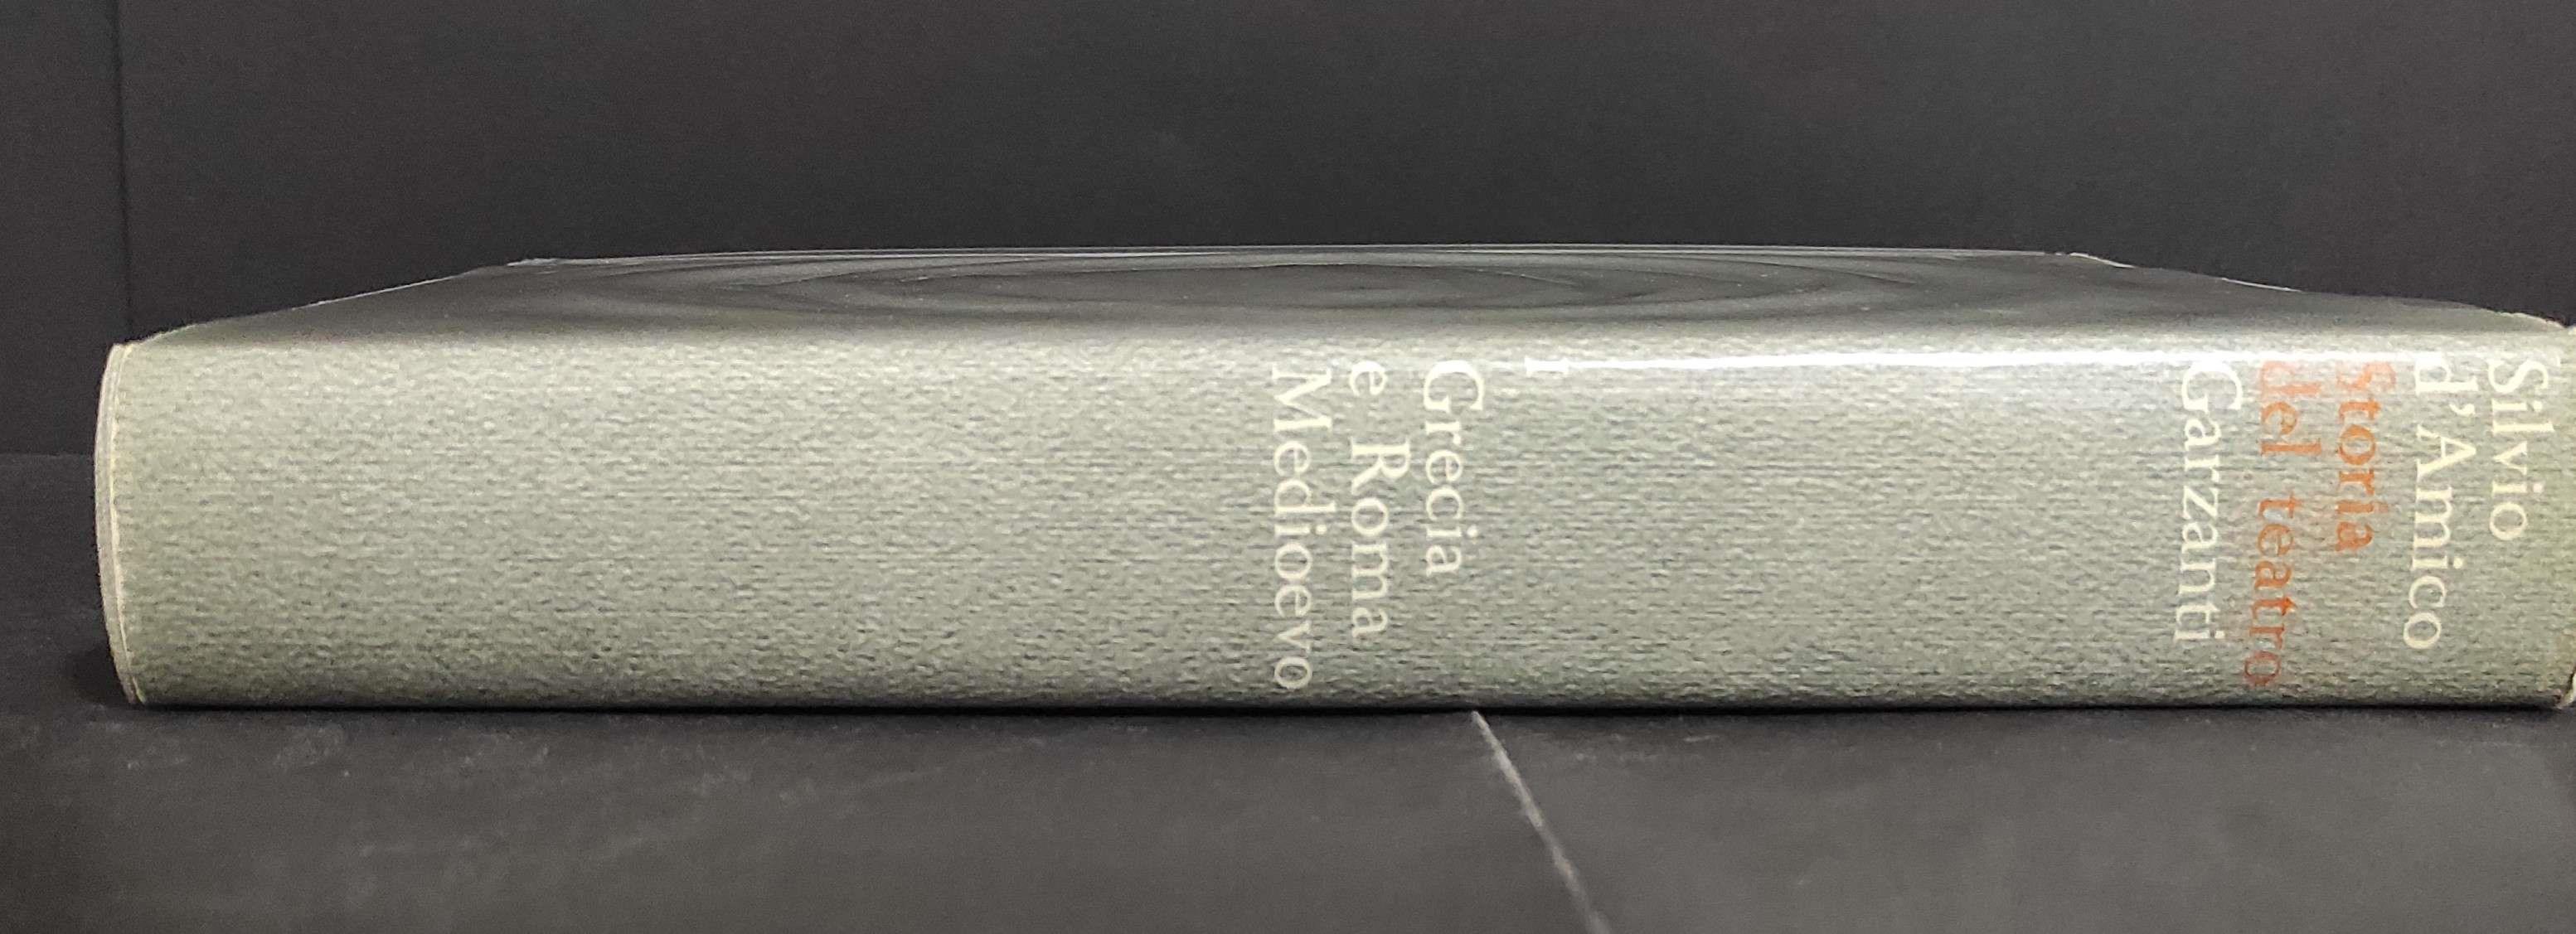 Silvio
d'Amico
Storia
del teatro
Garzanti
I
Grecia
e Roma
Medioevo